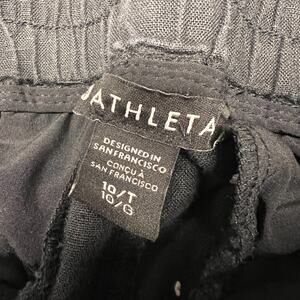 ATHLETA
DESIGNED IN
SAN FRANCISCO
CONÇU À
SAN FRANCISCO
10/T
10/G